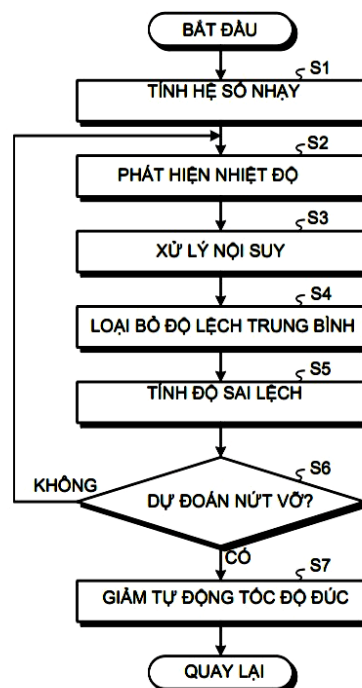 BẮT ĐẦU
S1
TÍNH HỆ SỐ NHẠY
S2
PHÁT HIỆN NHIỆT ĐỘ
S3
XỬ LÝ NỘI SUY
S4
LOẠI BỎ ĐỘ LỆCH TRUNG BÌNH
S5
TÍNH ĐỘ SAI LỆCH
S6
KHÔNG
DỰ ĐOÁN NỨT VỠ?
CÓ
S7
GIẢM TỰ ĐỘNG TỐC ĐỘ ĐÚC
QUAY LẠI